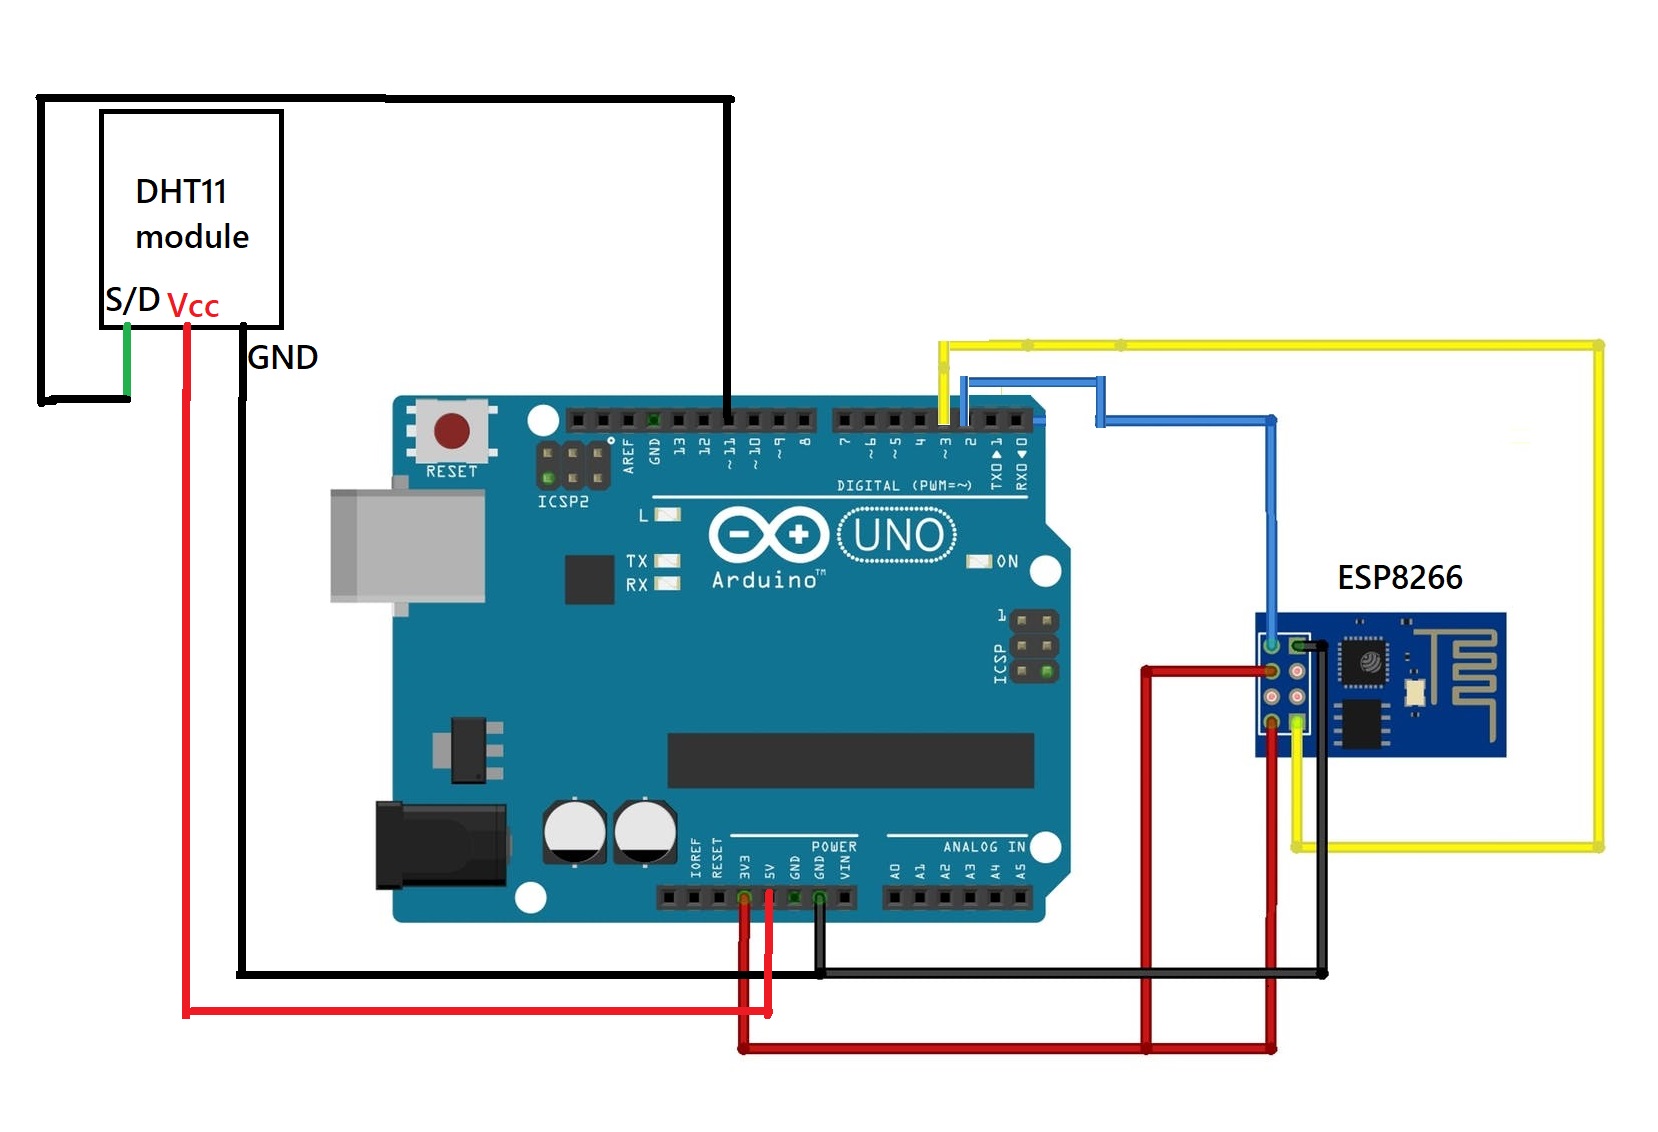 DHT11
module
S/D Vcc
GND
RESET
ICSP2
AREF
GND
13
12
~11
~10
~9
8
7
~6
~5
4
~3
2
TX0▶1
RX0◀0
DIGITAL (PWM=~)
L
TX
RX
Arduino™
UNO
ON
1
ICSP
ESP8266
IOREF
RESET
3V3
5V
GND
GND
VIN
POWER
ANALOG IN
A0
A1
A2
A3
A4
A5